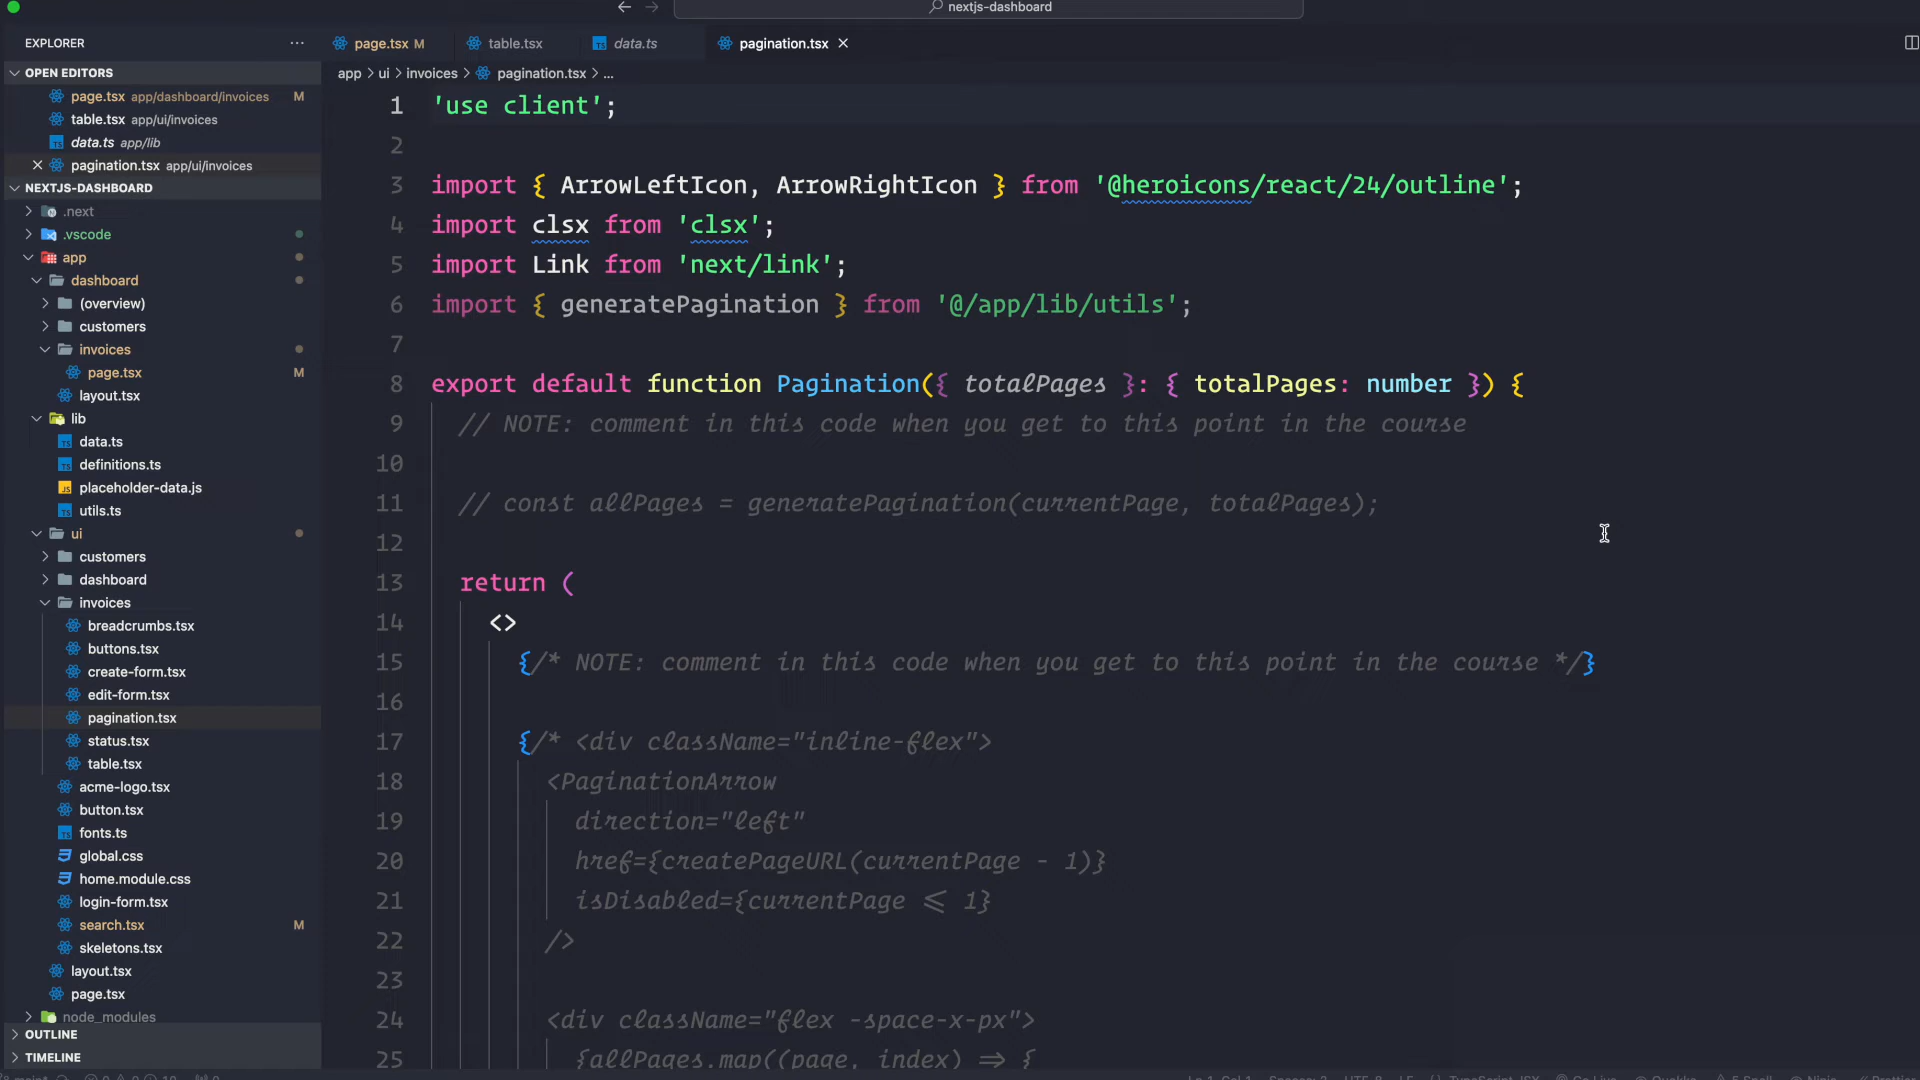 nextjs-dashboard
EXPLORER
page.tsx M
table.tsx
data.ts
pagination.tsx
OPEN EDITORS
page.tsx app/dashboard/invoices M
table.tsx app/ui/invoices
data.ts app/lib
pagination.tsx app/ui/invoices
NEXTJS-DASHBOARD
.next
.vscode
app
dashboard
(overview)
customers
invoices
page.tsx M
layout.tsx
lib
data.ts
definitions.ts
placeholder-data.js
utils.ts
ui
customers
dashboard
invoices
breadcrumbs.tsx
buttons.tsx
create-form.tsx
edit-form.tsx
pagination.tsx
status.tsx
table.tsx
acme-logo.tsx
button.tsx
fonts.ts
global.css
home.module.css
login-form.tsx
search.tsx M
skeletons.tsx
layout.tsx
page.tsx
node_modules
OUTLINE
TIMELINE
app > ui > invoices > pagination.tsx > ...
1 'use client';
2
3 import { ArrowLeftIcon, ArrowRightIcon } from '@heroicons/react/24/outline';
4 import clsx from 'clsx';
5 import Link from 'next/link';
6 import { generatePagination } from '@/app/lib/utils';
7
8 export default function Pagination({ totalPages }: { totalPages: number }) {
9 // NOTE: comment in this code when you get to this point in the course
10
11 // const allPages = generatePagination(currentPage, totalPages);
12
13 return (
14 <>
15 {/* NOTE: comment in this code when you get to this point in the course */}
16
17 {/* <div className="inline-flex">
18 <PaginationArrow
19 direction="left"
20 href={createPageURL(currentPage - 1)}
21 isDisabled={currentPage <= 1}
22 />
23
24 <div className="flex -space-x-px">
25 {allPages.map((page, index) => {